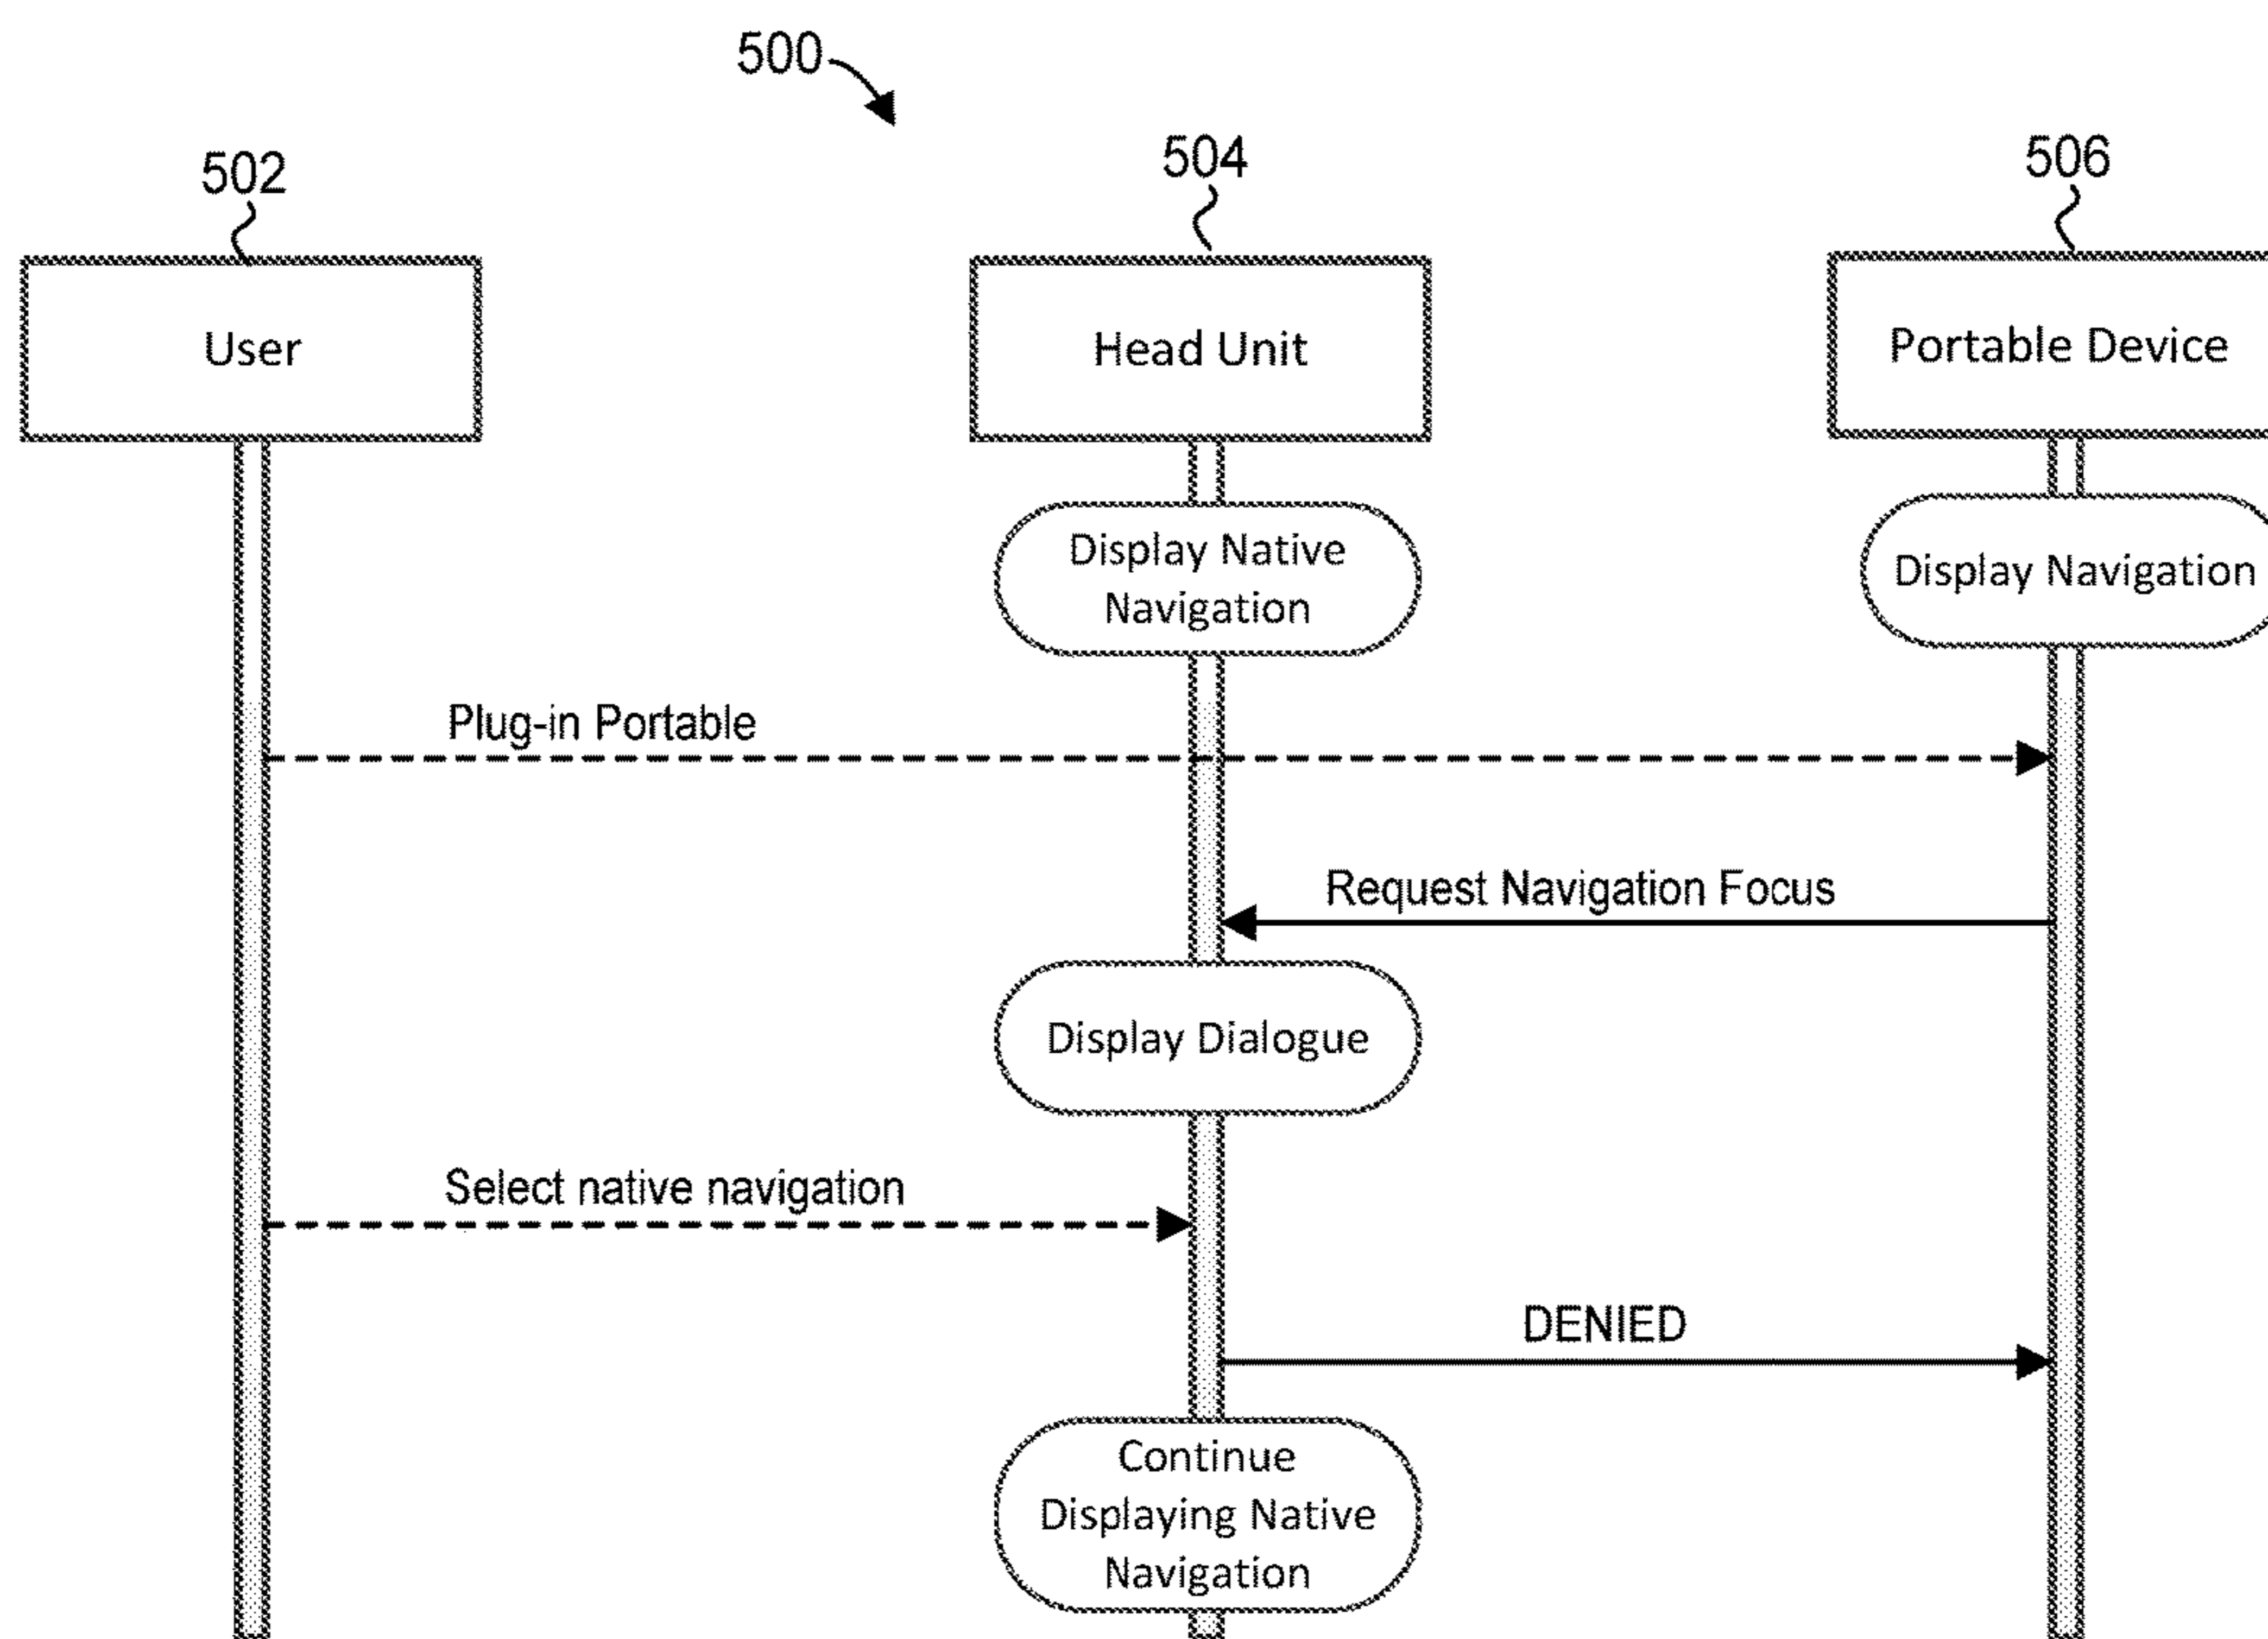 500
502
504
506
User
Head Unit
Portable Device
Display Native
Navigation
Display Navigation
Plug-in Portable
Request Navigation Focus
Display Dialogue
Select native navigation
DENIED
Continue
Displaying Native
Navigation